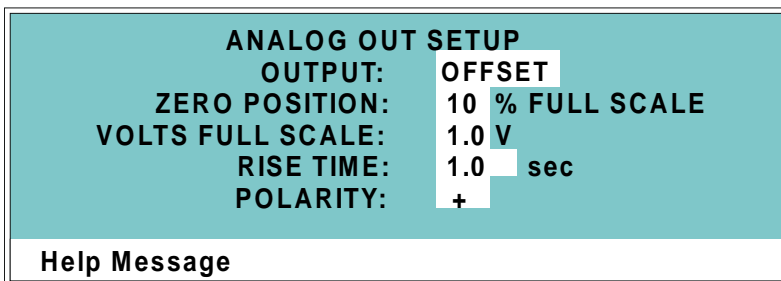 ANALOG OUT SETUP
OUTPUT: OFFSET
ZERO POSITION: 10 % FULL SCALE
VOLTS FULL SCALE: 1.0 V
RISE TIME: 1.0 sec
POLARITY: +
Help Message